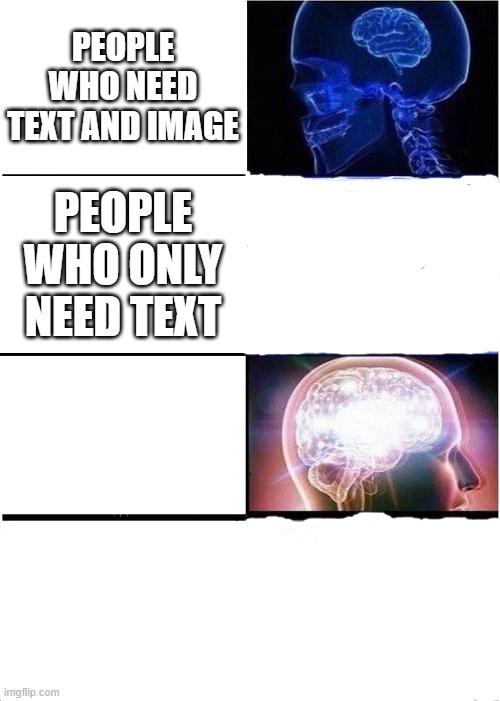 PEOPLE
WHO NEED
TEXT AND IMAGE
PEOPLE
WHO ONLY
NEED TEXT
imgflip.com